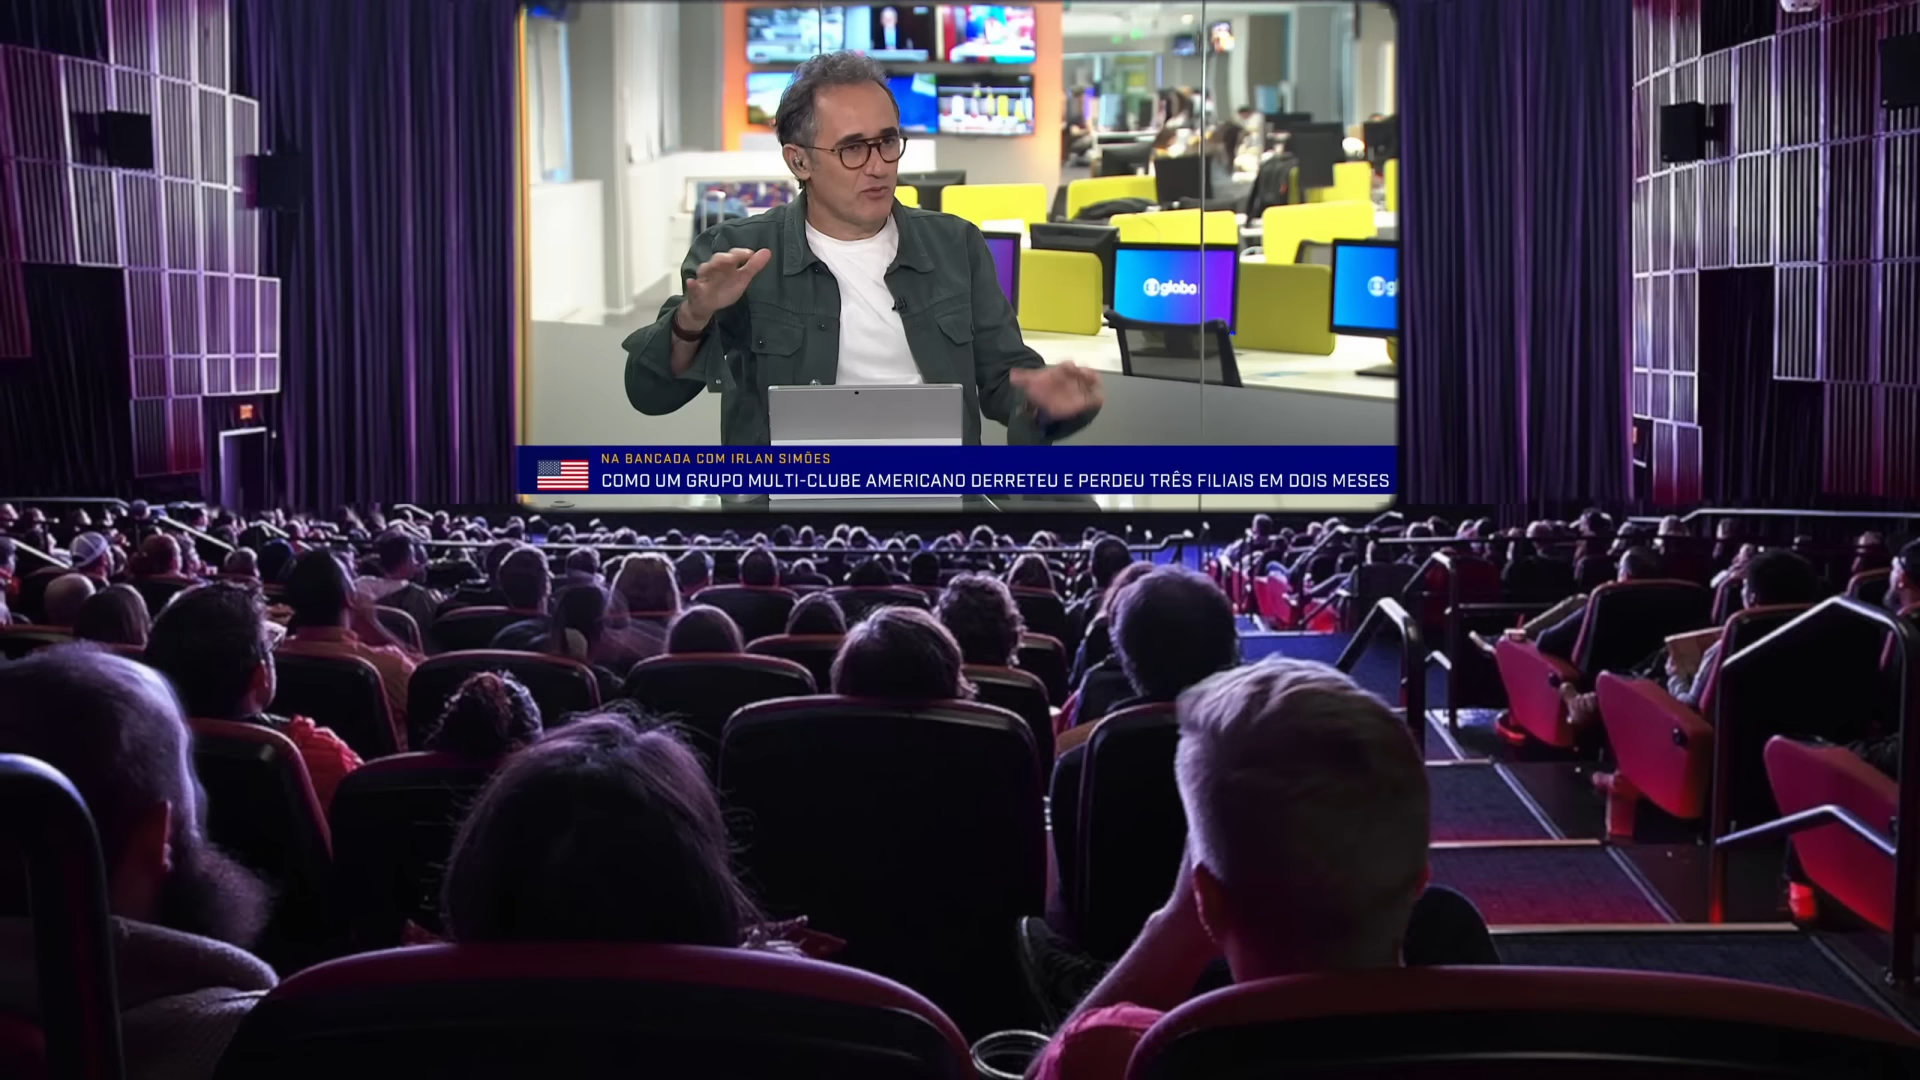 globo
gl
NA BANCADA COM IRLAN SIMÕES
COMO UM GRUPO MULTI-CLUBE AMERICANO DERRETEU E PERDEU TRÊS FILIAIS EM DOIS MESES